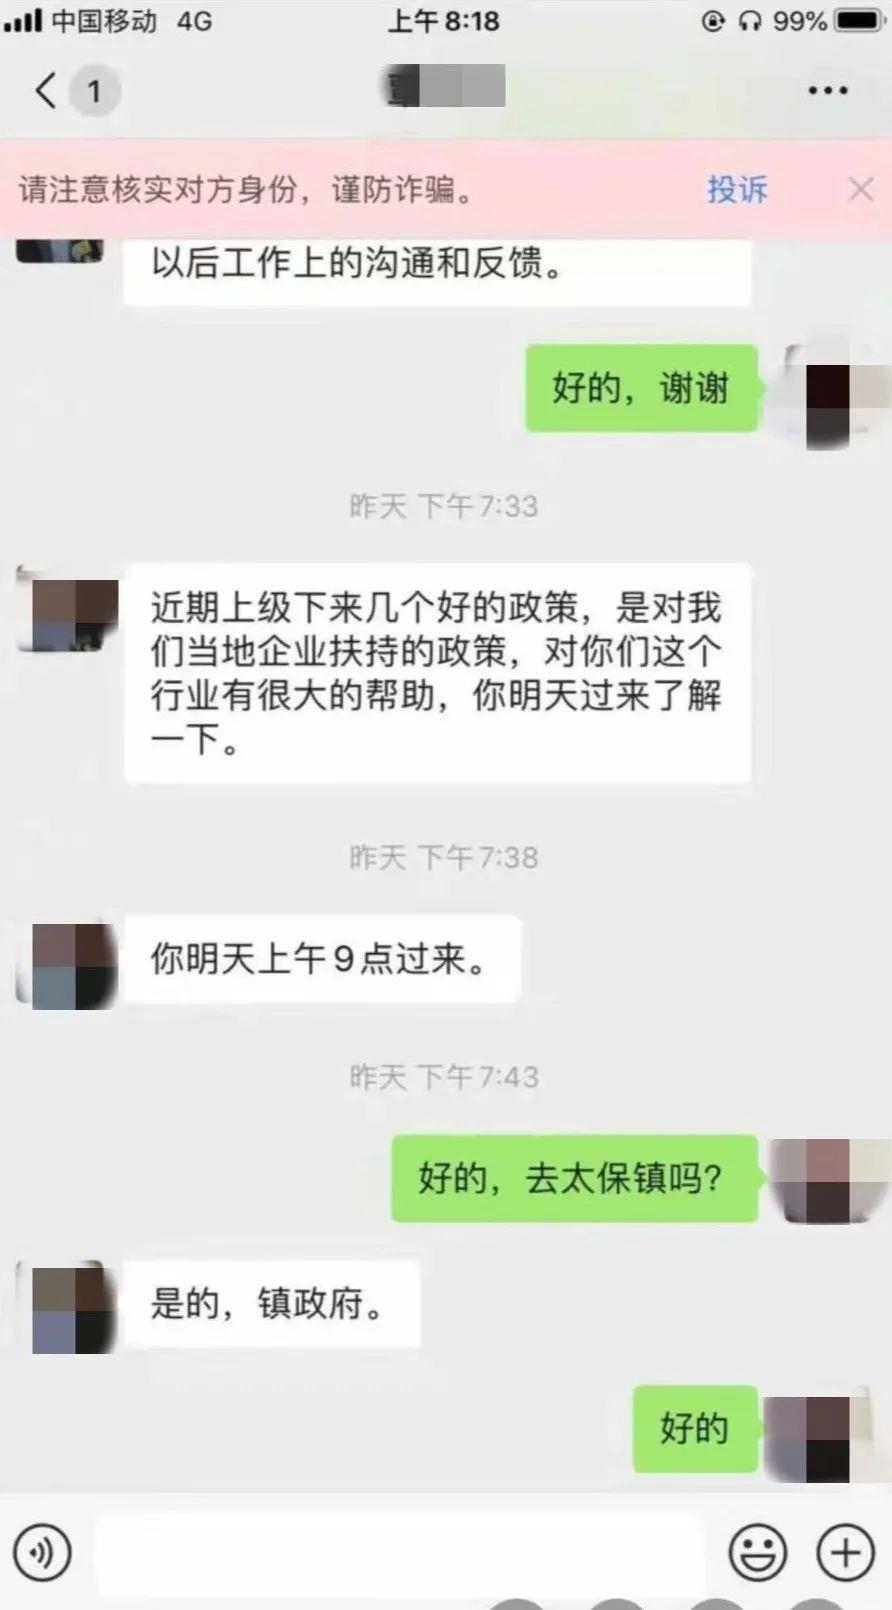 中国移动 4G 上午8:18 99%
1
请注意核实对方身份，谨防诈骗。 投诉
以后工作上的沟通和反馈。
好的，谢谢
昨天 下午7:33
近期上级下来几个好的政策，是对我
们当地企业扶持的政策，对你们这个
行业有很大的帮助，你明天过来了解
一下。
昨天 下午7:38
你明天上午9点过来。
昨天 下午7:43
好的，去太保镇吗?
是的，镇政府。
好的